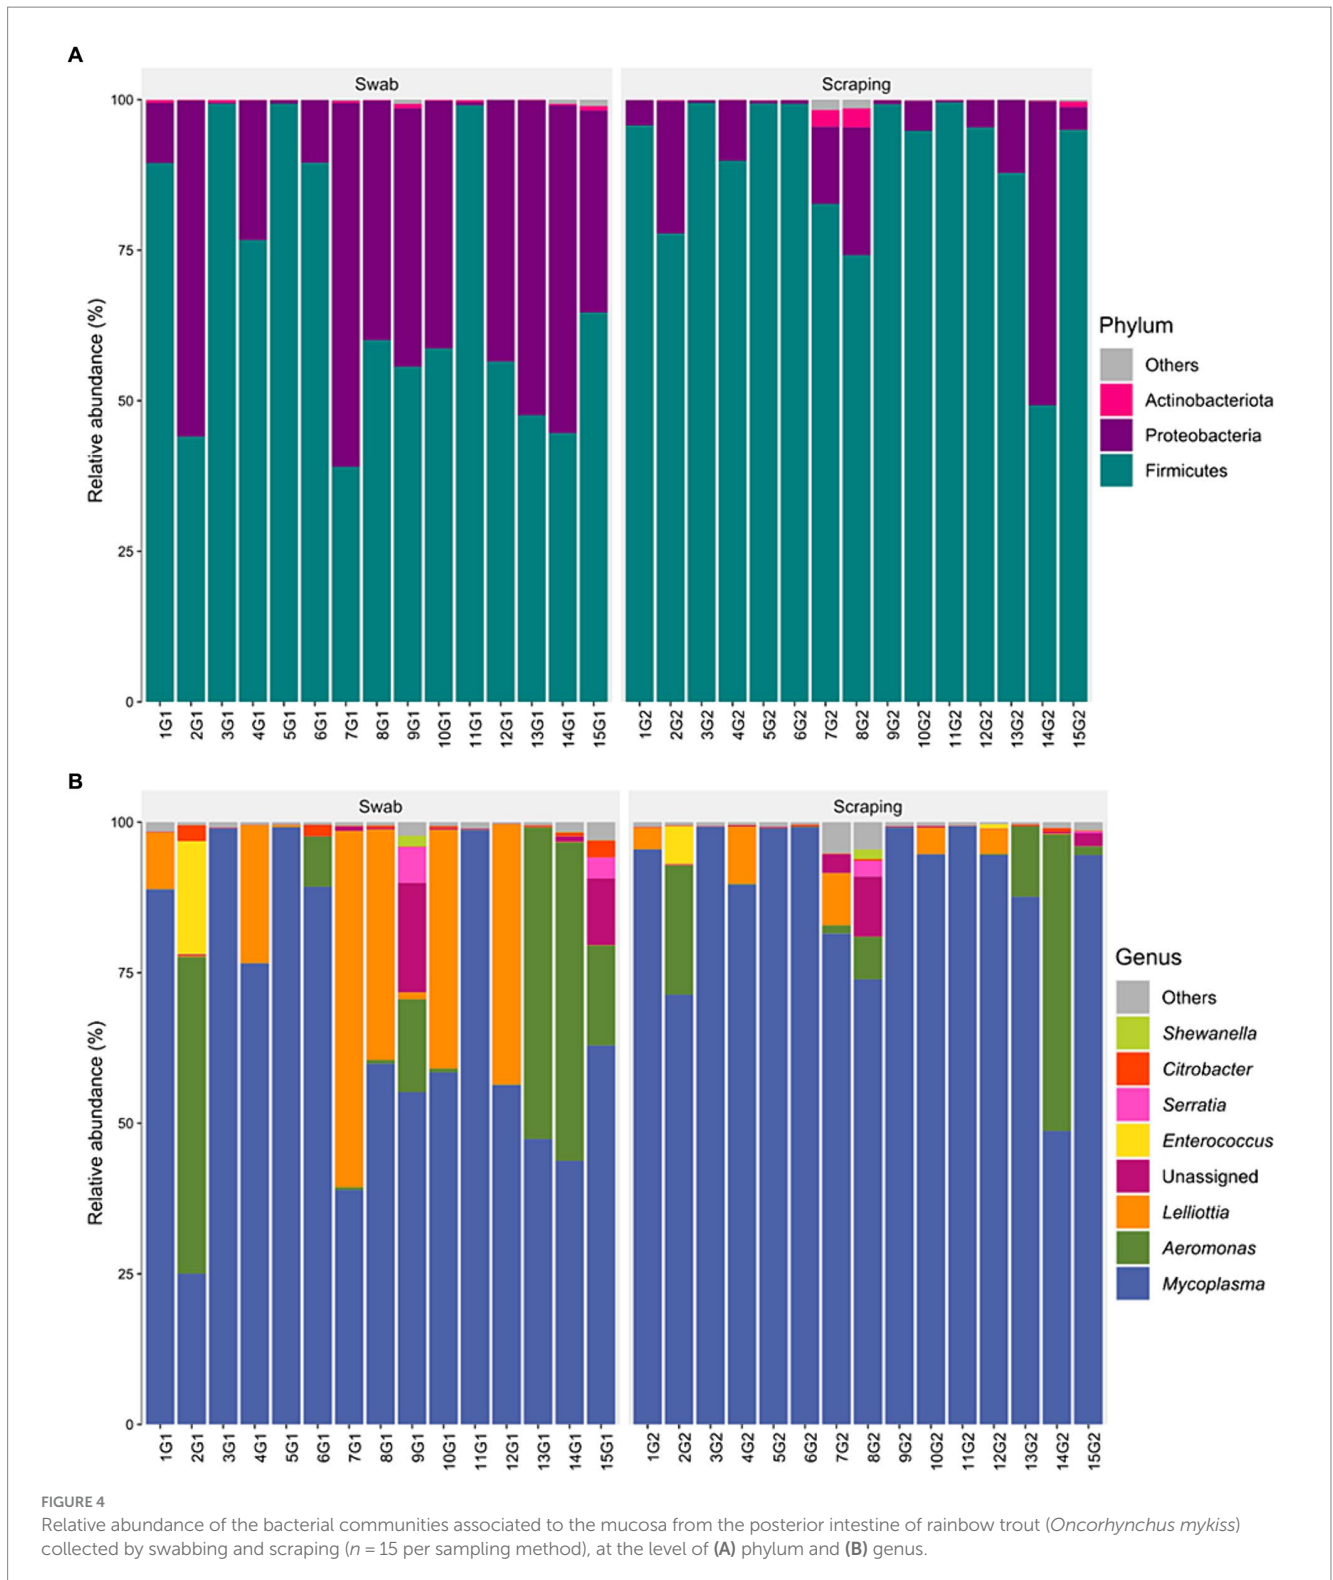 A
Swab
Scraping
100
75
50
25
0
Relative abundance (%)
1G1
2G1
3G1
4G1
5G1
6G1
7G1
8G1
9G1
10G1
11G1
12G1
13G1
14G1
15G1
1G2
2G2
3G2
4G2
5G2
6G2
7G2
8G2
9G2
10G2
11G2
12G2
13G2
14G2
15G2
Phylum
Others
Actinobacteriota
Proteobacteria
Firmicutes
B
Swab
Scraping
100
75
50
25
0
Relative abundance (%)
1G1
2G1
3G1
4G1
5G1
6G1
7G1
8G1
9G1
10G1
11G1
12G1
13G1
14G1
15G1
1G2
2G2
3G2
4G2
5G2
6G2
7G2
8G2
9G2
10G2
11G2
12G2
13G2
14G2
15G2
Genus
Others
Shewanella
Citrobacter
Serratia
Enterococcus
Unassigned
Lelliottia
Aeromonas
Mycoplasma
FIGURE 4
Relative abundance of the bacterial communities associated to the mucosa from the posterior intestine of rainbow trout (Oncorhynchus mykiss)
collected by swabbing and scraping (n = 15 per sampling method), at the level of (A) phylum and (B) genus.